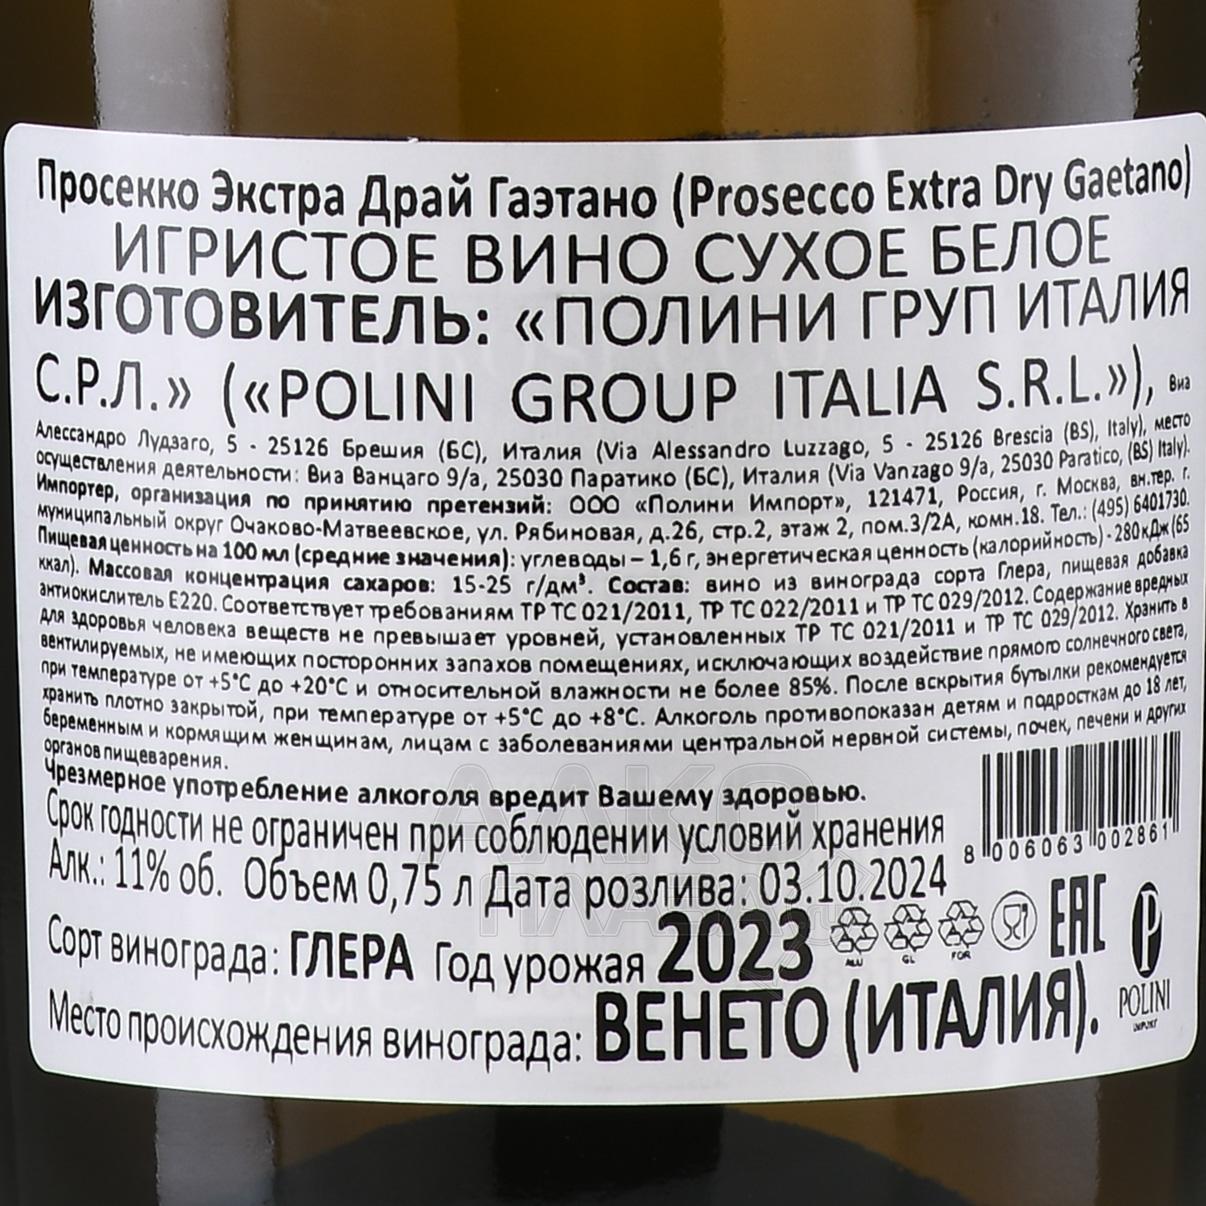 Просекко Экстра Драй Гаэтано (Prosecco Extra Dry Gaetano)
ИГРИСТОЕ ВИНО СУХОЕ БЕЛОЕ
ИЗГОТОВИТЕЛЬ: «ПОЛИНИ ГРУП ИТАЛИЯ
С.Р.Л.» («POLINI GROUP ITALIA S.R.L.»), Виа
Алессандро Лудзаго, 5 - 25126 Брешия (БС), Италия (Via Alessandro Luzzago, 5 - 25126 Brescia (BS), Italy), место
осуществления деятельности: Виа Ванцаго 9/а, 25030 Паратико (БС), Италия (Via Vanzago 9/a, 25030 Paratico, (BS) Italy).
Импортер, организация по принятию претензий: ООО «Полини Импорт», 121471, Россия, г. Москва, вн.тер. г.
муниципальный округ Очаково-Матвеевское, ул. Рябиновая, д.26, стр.2, этаж 2, пом.3/2А, комн.18. Тел.: (495) 6401730.
Пищевая ценность на 100 мл (средние значения): углеводы – 1,6 г, энергетическая ценность (калорийность) - 280 кДж (65
ккал). Массовая концентрация сахаров: 15-25 г/дм³. Состав: вино из винограда сорта Глера, пищевая добавка
антиокислитель Е220. Соответствует требованиям ТР ТС 021/2011, ТР ТС 022/2011 и ТР ТС 029/2012. Содержание вредных
для здоровья человека веществ не превышает уровней, установленных ТР ТС 021/2011 и ТР ТС 029/2012. Хранить в
вентилируемых, не имеющих посторонних запахов помещениях, исключающих воздействие прямого солнечного света,
при температуре от +5°С до +20°С и относительной влажности не более 85%. После вскрытия бутылки рекомендуется
хранить плотно закрытой, при температуре от +5°С до +8°С. Алкоголь противопоказан детям и подросткам до 18 лет,
беременным и кормящим женщинам, лицам с заболеваниями центральной нервной системы, почек, печени и других
органов пищеварения.
Чрезмерное употребление алкоголя вредит Вашему здоровью.
Срок годности не ограничен при соблюдении условий хранения
8 006063 002861
Алк.: 11% об. Объем 0,75 л Дата розлива: 03.10.2024
Сорт винограда: ГЛЕРА Год урожая 2023
ALU GL FOR
EAC
Место происхождения винограда: ВЕНЕТО (ИТАЛИЯ).
POLINI
IMPORT